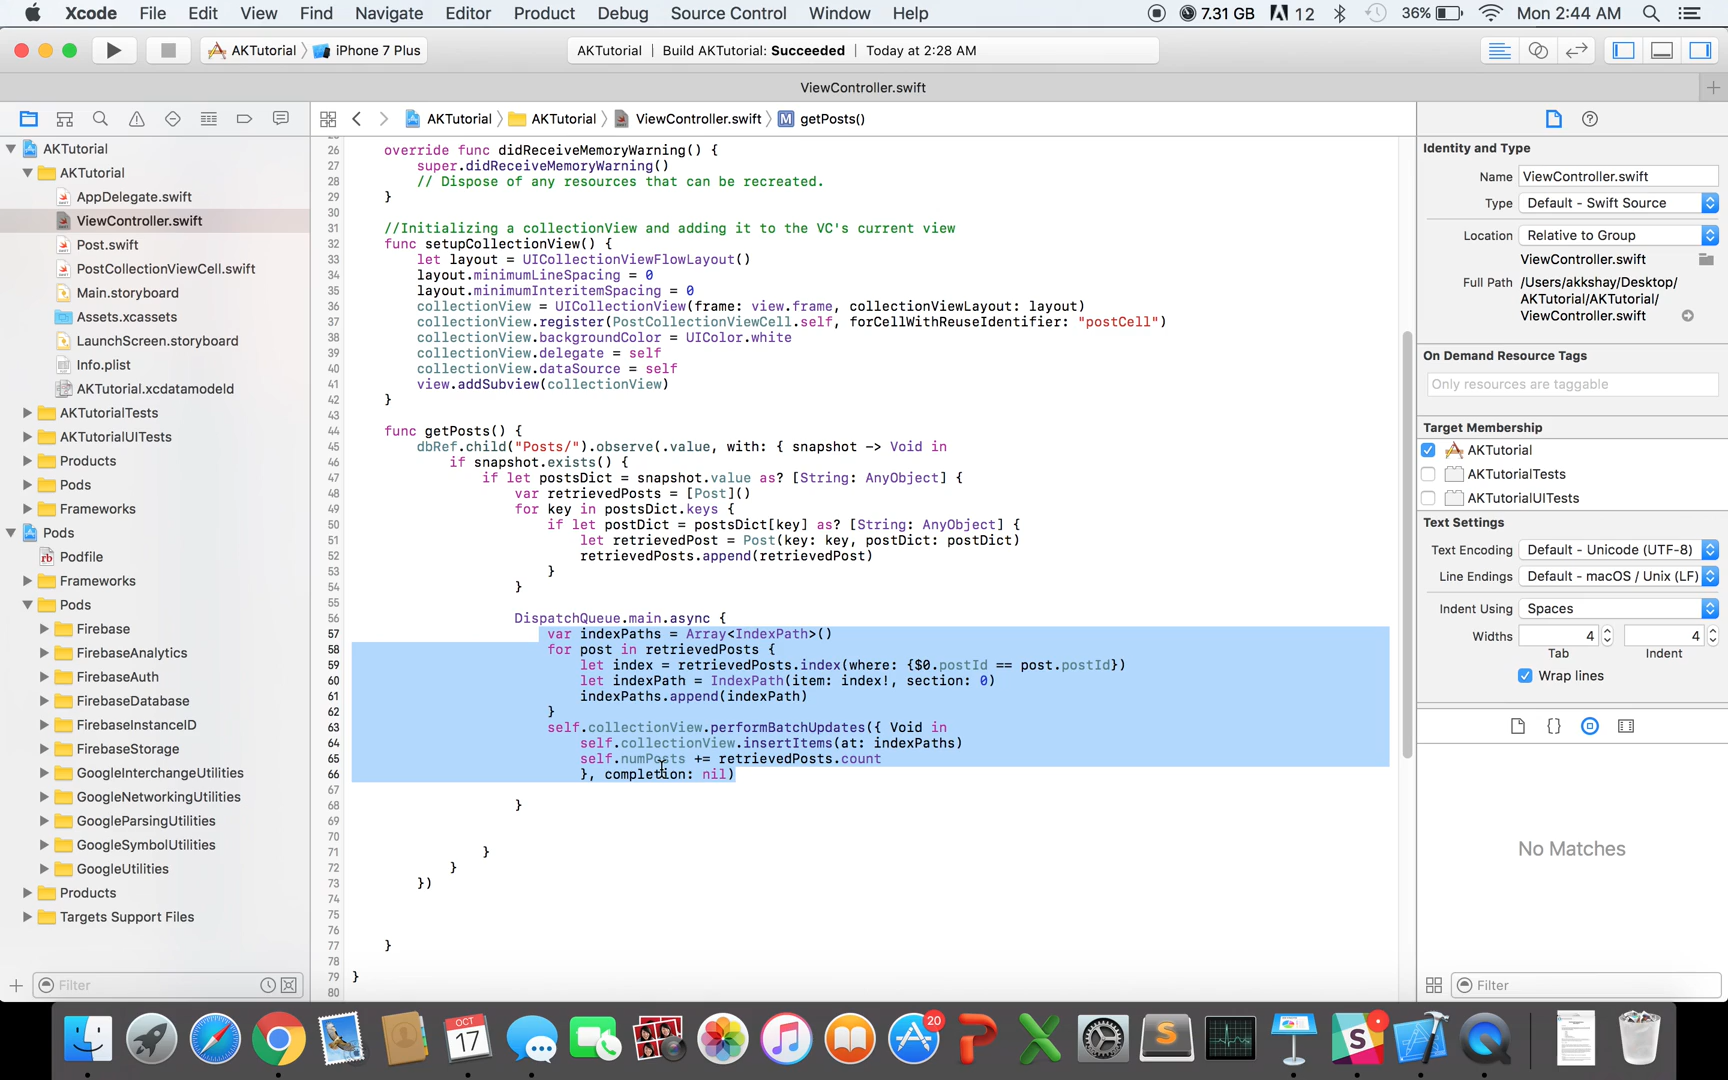 Xcode File Edit View Find Navigate Editor Product Debug Source Control Window Help 7.31 GB 12 36% Mon 2:44 AM
AKTutorial iPhone 7 Plus AKTutorial | Build AKTutorial: Succeeded | Today at 2:28 AM
ViewController.swift
AKTutorial AKTutorial ViewController.swift M getPosts()
AKTutorial
AKTutorial
AppDelegate.swift
ViewController.swift
Post.swift
PostCollectionViewCell.swift
Main.storyboard
Assets.xcassets
LaunchScreen.storyboard
Info.plist
AKTutorial.xcdatamodeld
AKTutorialTests
AKTutorialUITests
Products
Pods
Frameworks
Pods
rb Podfile
Frameworks
Pods
Firebase
FirebaseAnalytics
FirebaseAuth
FirebaseDatabase
FirebaseInstanceID
FirebaseStorage
GoogleInterchangeUtilities
GoogleNetworkingUtilities
GoogleParsingUtilities
GoogleSymbolUtilities
GoogleUtilities
Products
Targets Support Files
Filter
26 override func didReceiveMemoryWarning() {
27 super.didReceiveMemoryWarning()
28 // Dispose of any resources that can be recreated.
29 }
30
31 //Initializing a collectionView and adding it to the VC's current view
32 func setupCollectionView() {
33 let layout = UICollectionViewFlowLayout()
34 layout.minimumLineSpacing = 0
35 layout.minimumInteritemSpacing = 0
36 collectionView = UICollectionView(frame: view.frame, collectionViewLayout: layout)
37 collectionView.register(PostCollectionViewCell.self, forCellWithReuseIdentifier: "postCell")
38 collectionView.backgroundColor = UIColor.white
39 collectionView.delegate = self
40 collectionView.dataSource = self
41 view.addSubview(collectionView)
42 }
43
44 func getPosts() {
45 dbRef.child("Posts/").observe(.value, with: { snapshot -> Void in
46 if snapshot.exists() {
47 if let postsDict = snapshot.value as? [String: AnyObject] {
48 var retrievedPosts = [Post]()
49 for key in postsDict.keys {
50 if let postDict = postsDict[key] as? [String: AnyObject] {
51 let retrievedPost = Post(key: key, postDict: postDict)
52 retrievedPosts.append(retrievedPost)
53 }
54 }
55
56 DispatchQueue.main.async {
57 var indexPaths = Array<IndexPath>()
58 for post in retrievedPosts {
59 let index = retrievedPosts.index(where: {$0.postId == post.postId})
60 let indexPath = IndexPath(item: index!, section: 0)
61 indexPaths.append(indexPath)
62 }
63 self.collectionView.performBatchUpdates({ Void in
64 self.collectionView.insertItems(at: indexPaths)
65 self.numPosts += retrievedPosts.count
66 }, completion: nil)
67
68 }
69
70
71 }
72 }
73 })
74
75
76
77 }
78
79 }
80
Identity and Type
Name ViewController.swift
Type Default - Swift Source
Location Relative to Group
ViewController.swift
Full Path /Users/akkshay/Desktop/
AKTutorial/AKTutorial/
ViewController.swift
On Demand Resource Tags
Only resources are taggable
Target Membership
AKTutorial
AKTutorialTests
AKTutorialUITests
Text Settings
Text Encoding Default - Unicode (UTF-8)
Line Endings Default - macOS / Unix (LF)
Indent Using Spaces
Widths 4 4
Tab Indent
Wrap lines
No Matches
Filter
OCT
17
20